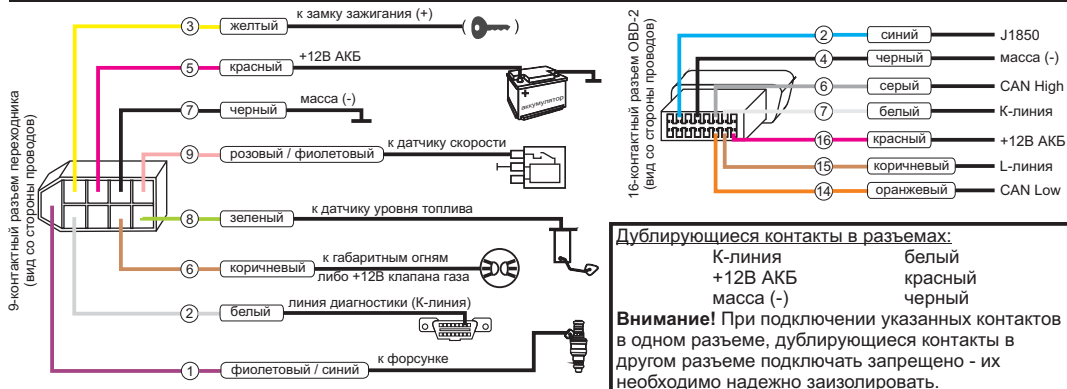 9-контактный разъем переходника
(вид со стороны проводов)
3 желтый к замку зажигания (+)
5 красный +12В АКБ
аккумулятор
7 черный масса (-)
9 розовый / фиолетовый к датчику скорости
8 зеленый к датчику уровня топлива
6 коричневый к габаритным огням
либо +12В клапана газа
2 белый линия диагностики (К-линия)
1 фиолетовый / синий к форсунке
16-контактный разъем OBD-2
(вид со стороны проводов)
2 синий J1850
4 черный масса (-)
6 серый CAN High
7 белый К-линия
16 красный +12В АКБ
15 коричневый L-линия
14 оранжевый CAN Low
Дублирующиеся контакты в разъемах:
К-линия белый
+12В АКБ красный
масса (-) черный
Внимание! При подключении указанных контактов
в одном разъеме, дублирующиеся контакты в
другом разъеме подключать запрещено - их
необходимо надежно заизолировать.